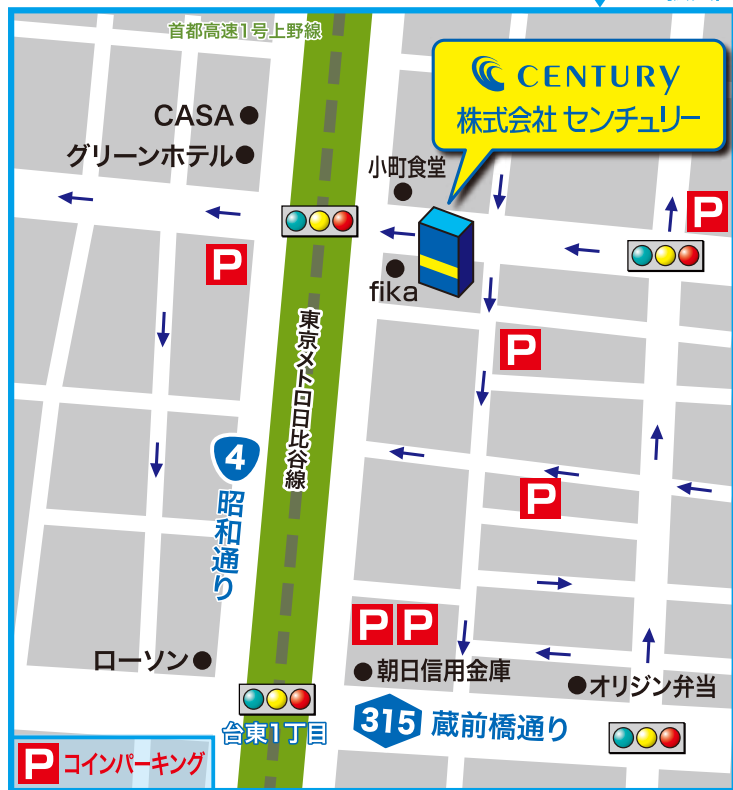 首都高速1号上野線
CENTURY
株式会社 センチュリー
CASA
グリーンホテル
小町食堂
P
P
fika
P
東京メトロ日比谷線
4
昭和通り
P
P P
ローソン
朝日信用金庫
オリジン弁当
台東1丁目
315 蔵前橋通り
P コインパーキング